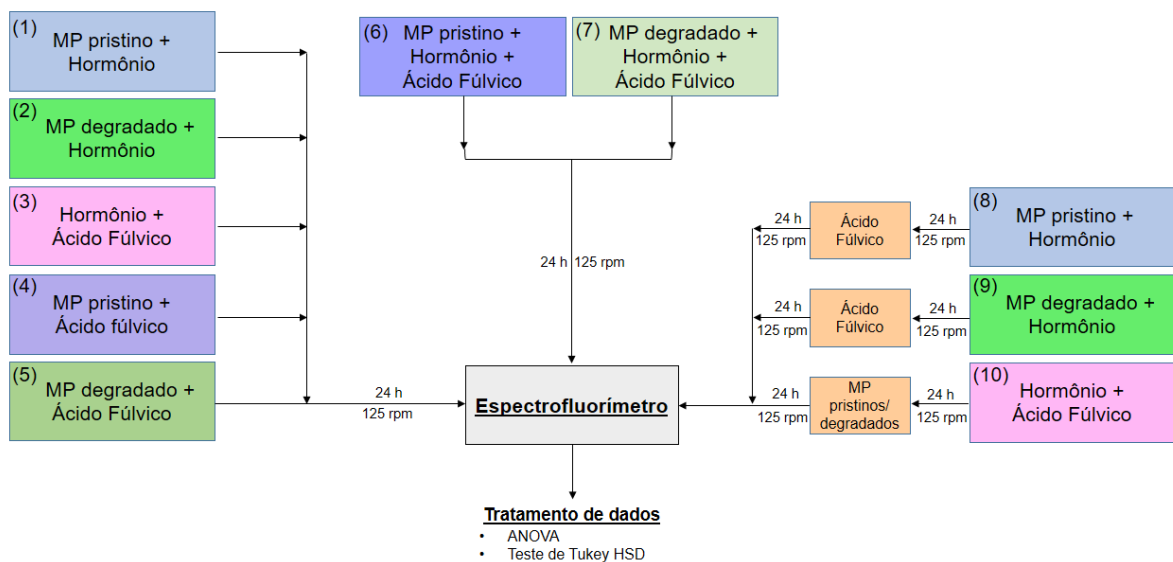 (1) MP pristino +
Hormônio
(2) MP degradado +
Hormônio
(3) Hormônio +
Ácido Fúlvico
(4) MP pristino +
Ácido fúlvico
(5) MP degradado +
Ácido Fúlvico
24 h
125 rpm
(6) MP pristino +
Hormônio +
Ácido Fúlvico
(7) MP degradado +
Hormônio +
Ácido Fúlvico
24 h 125 rpm
24 h
125 rpm
Ácido
Fúlvico
24 h
125 rpm
(8) MP pristino +
Hormônio
24 h
125 rpm
Ácido
Fúlvico
24 h
125 rpm
(9) MP degradado +
Hormônio
24 h
125 rpm
MP
pristinos/
degradados
24 h
125 rpm
(10) Hormônio +
Ácido Fúlvico
Espectrofluorímetro
Tratamento de dados
• ANOVA
• Teste de Tukey HSD